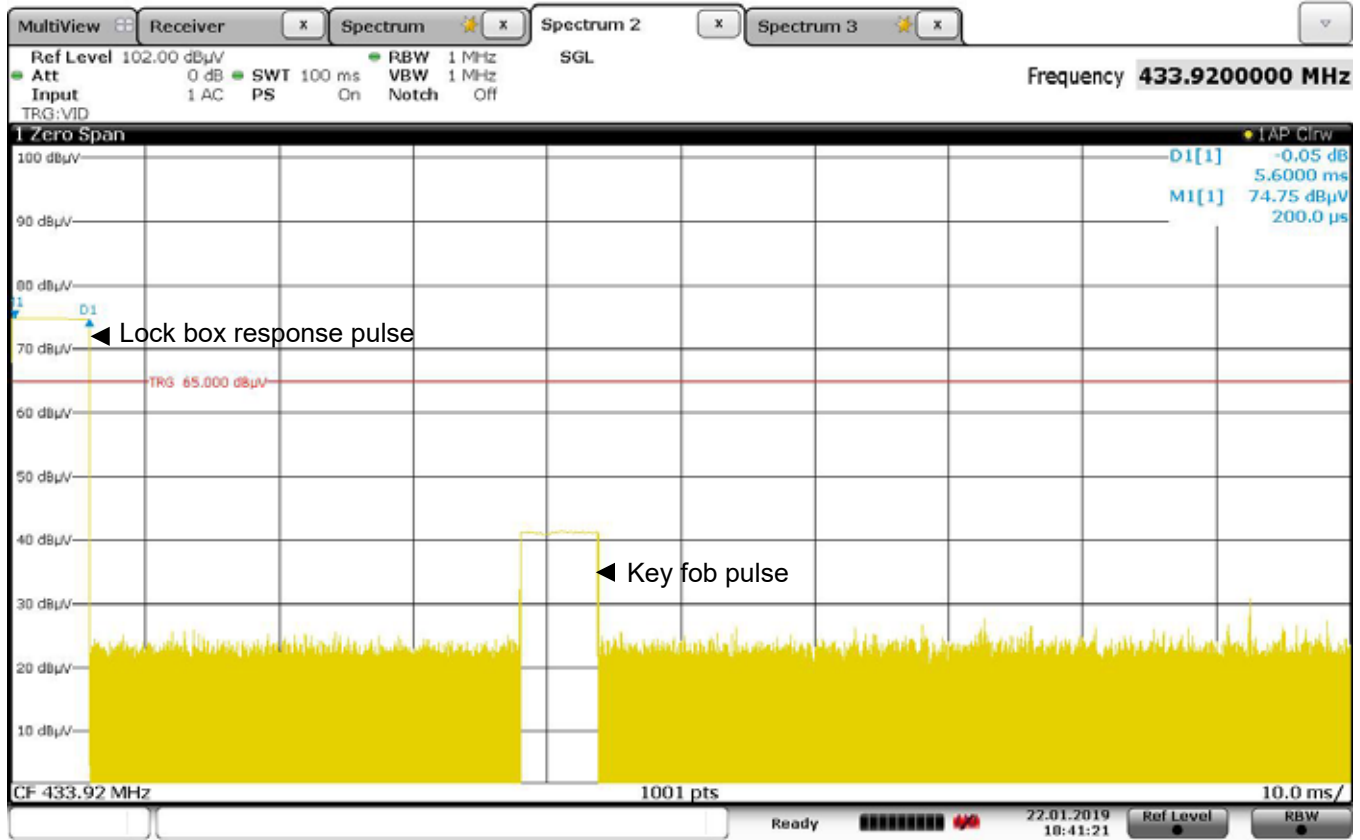 MultiView Receiver x Spectrum x Spectrum 2 x Spectrum 3 x
Ref Level 102.00 dBµV RBW 1 MHz SGL
Att 0 dB SWT 100 ms VBW 1 MHz
Frequency 433.9200000 MHz
Input 1 AC PS On Notch Off
TRG:VID
1 Zero Span 1AP Clrw
100 dBµV D1[1] -0.05 dB
5.6000 ms
M1[1] 74.75 dBµV
90 dBµV 200.0 µs
80 dBµV
D1
Lock box response pulse
70 dBµV
TRG 65.000 dBµV
60 dBµV
50 dBµV
40 dBµV
Key fob pulse
30 dBµV
20 dBµV
10 dBµV
CF 433.92 MHz 1001 pts 10.0 ms/
Ready 22.01.2019 Ref Level RBW
18:41:21